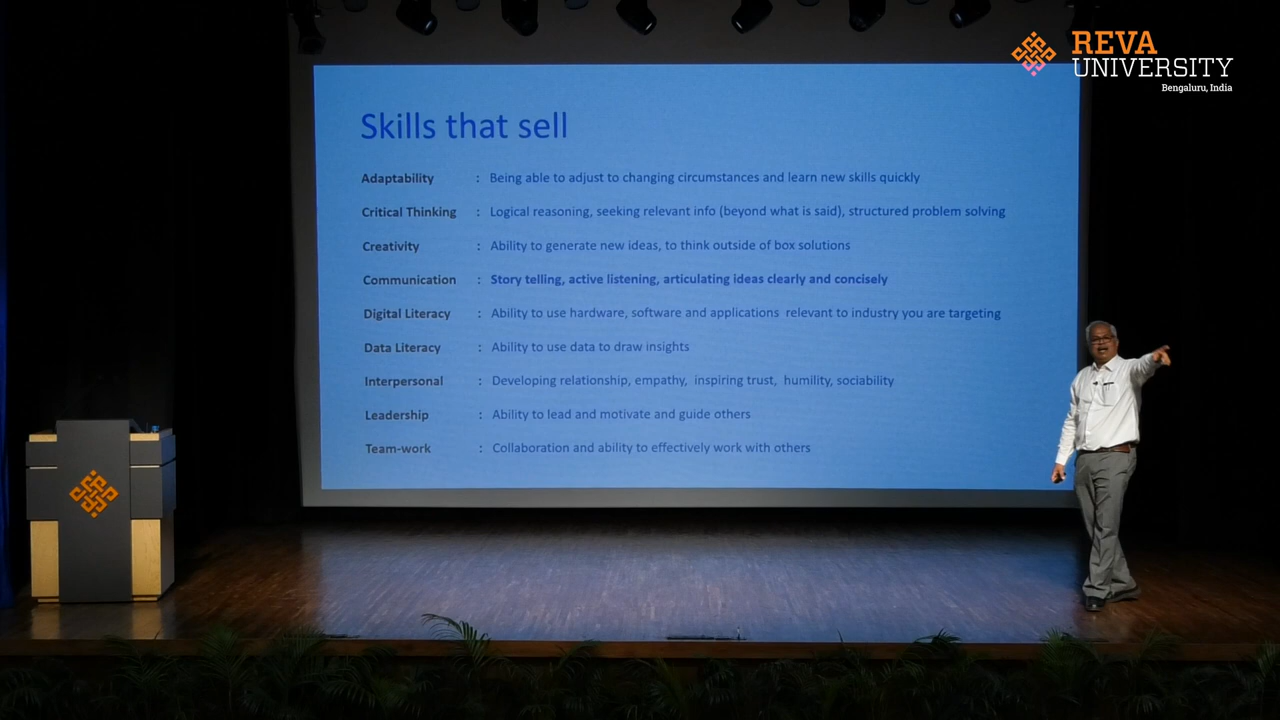 REVA
UNIVERSITY
Bengaluru, India
Skills that sell
Adaptability : Being able to adjust to changing circumstances and learn new skills quickly
Critical Thinking : Logical reasoning, seeking relevant info (beyond what is said), structured problem solving
Creativity : Ability to generate new ideas, to think outside of box solutions
Communication : Story telling, active listening, articulating ideas clearly and concisely
Digital Literacy : Ability to use hardware, software and applications relevant to industry you are targeting
Data Literacy : Ability to use data to draw insights
Interpersonal : Developing relationship, empathy, inspiring trust, humility, sociability
Leadership : Ability to lead and motivate and guide others
Team-work : Collaboration and ability to effectively work with others